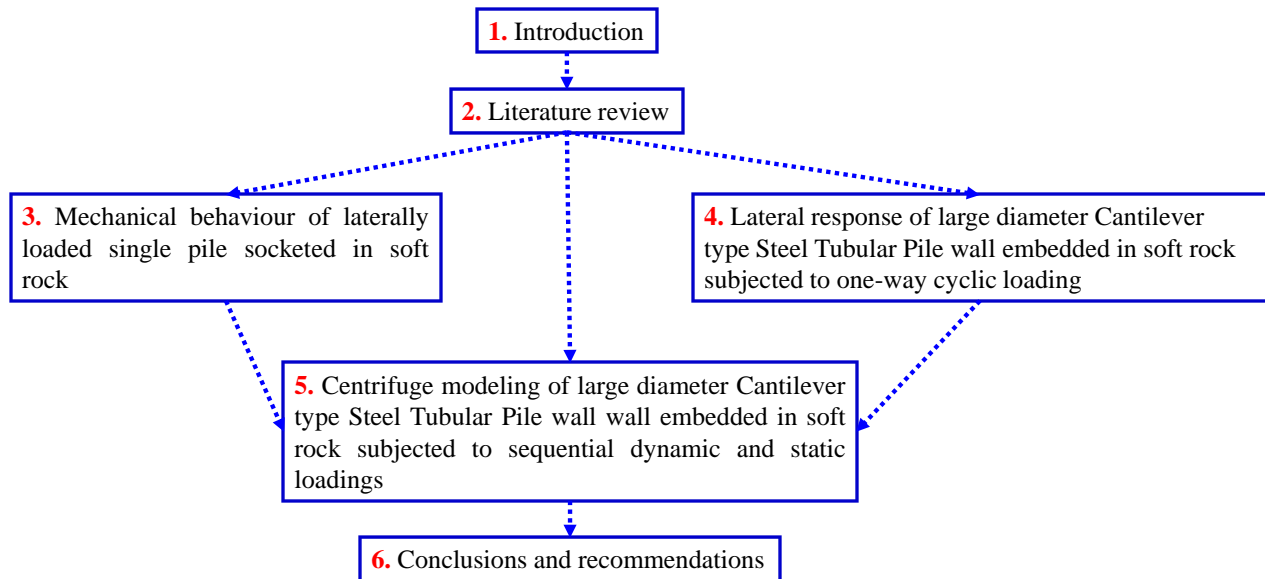 1. Introduction
2. Literature review
3. Mechanical behaviour of laterally
loaded single pile socketed in soft
rock
4. Lateral response of large diameter Cantilever
type Steel Tubular Pile wall embedded in soft rock
subjected to one-way cyclic loading
5. Centrifuge modeling of large diameter Cantilever
type Steel Tubular Pile wall wall embedded in soft
rock subjected to sequential dynamic and static
loadings
6. Conclusions and recommendations